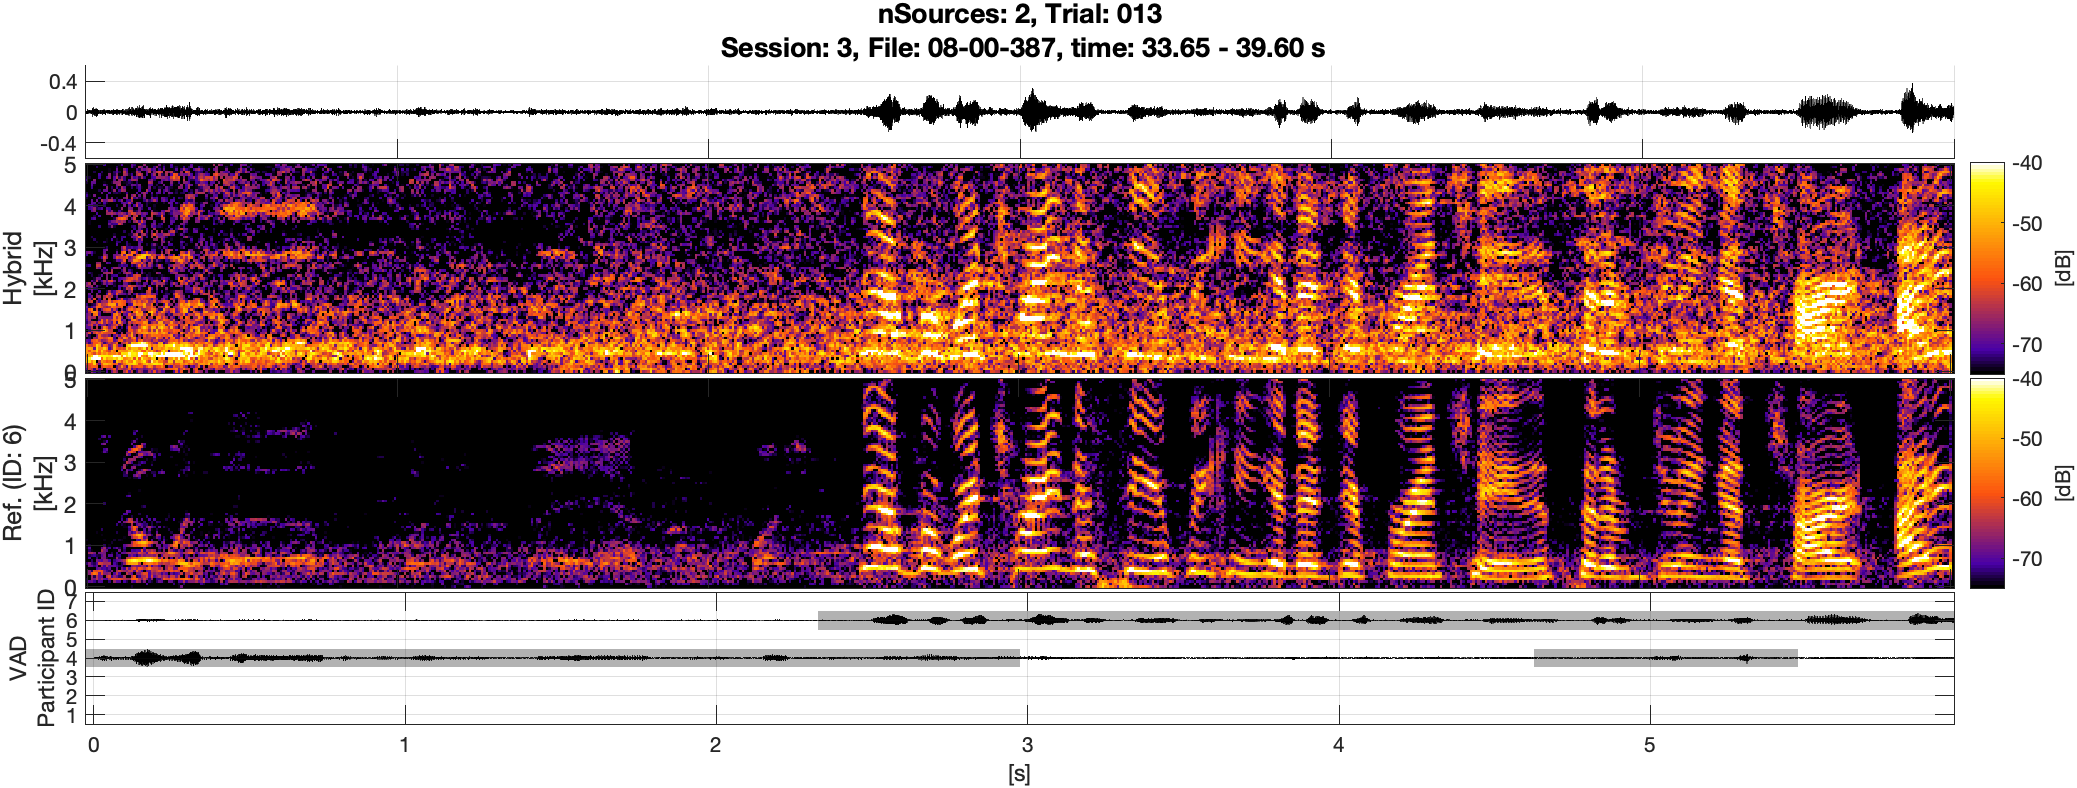 nSources: 2, Trial: 013
Session: 3, File: 08-00-387, time: 33.65 - 39.60 s
0.4
0
-0.4
Hybrid
[kHz]
5
4
3
2
1
0
-40
-50
-60
-70
[dB]
Ref. (ID: 6)
[kHz]
5
4
3
2
1
0
-40
-50
-60
-70
[dB]
VAD
Participant ID
7
6
5
4
3
2
1
0 1 2 3 4 5
[s]